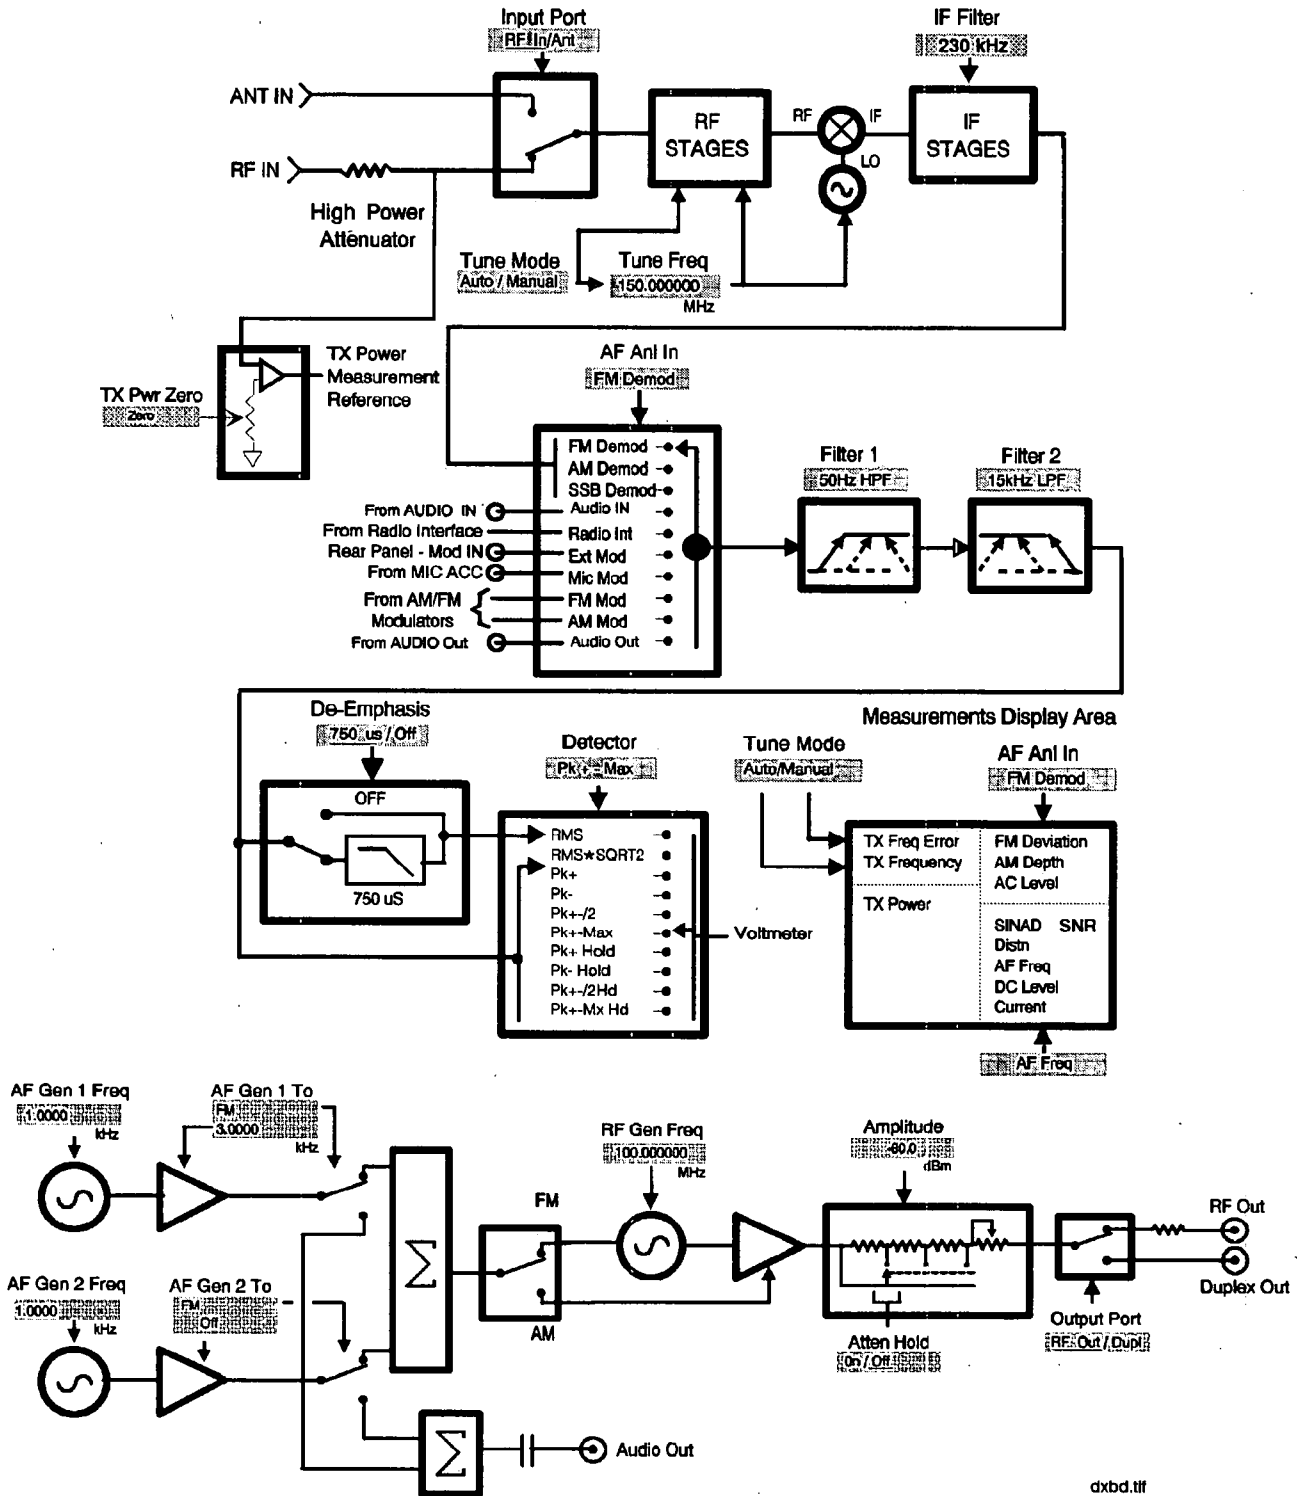 Input Port
RF In/Ant
IF Filter
230 kHz
ANT IN
RF IN
High Power
Attenuator
RF
STAGES
RF
IF
LO
IF
STAGES
Tune Mode
Auto / Manual
Tune Freq
150.000000
MHz
TX Power
Measurement
Reference
TX Pwr Zero
Zero
AF Anl In
FM Demod
FM Demod
AM Demod
SSB Demod
From AUDIO IN
Audio IN
From Radio Interface
Radio Int
Rear Panel - Mod IN
Ext Mod
From MIC ACC
Mic Mod
From AM/FM
Modulators
FM Mod
AM Mod
From AUDIO Out
Audio Out
Filter 1
50Hz HPF
Filter 2
15kHz LPF
De-Emphasis
750 us / Off
OFF
750 uS
Detector
Pk + - Max
RMS
RMS*SQRT2
Pk+
Pk-
Pk+-/2
Pk+-Max
Pk+ Hold
Pk- Hold
Pk+-/2Hd
Pk+-Mx Hd
Voltmeter
Measurements Display Area
Tune Mode
Auto/Manual
AF Anl In
FM Demod
TX Freq Error
TX Frequency
TX Power
FM Deviation
AM Depth
AC Level
SINAD SNR
Distn
AF Freq
DC Level
Current
AF Freq
AF Gen 1 Freq
1.0000
kHz
AF Gen 1 To
FM
3.0000
kHz
AF Gen 2 Freq
1.0000
kHz
AF Gen 2 To
FM
Off
Σ
FM
AM
RF Gen Freq
100.000000
MHz
Amplitude
-60.0
dBm
Atten Hold
On / Off
Output Port
RF Out / Dupl
RF Out
Duplex Out
Σ
Audio Out
dxbd.tif